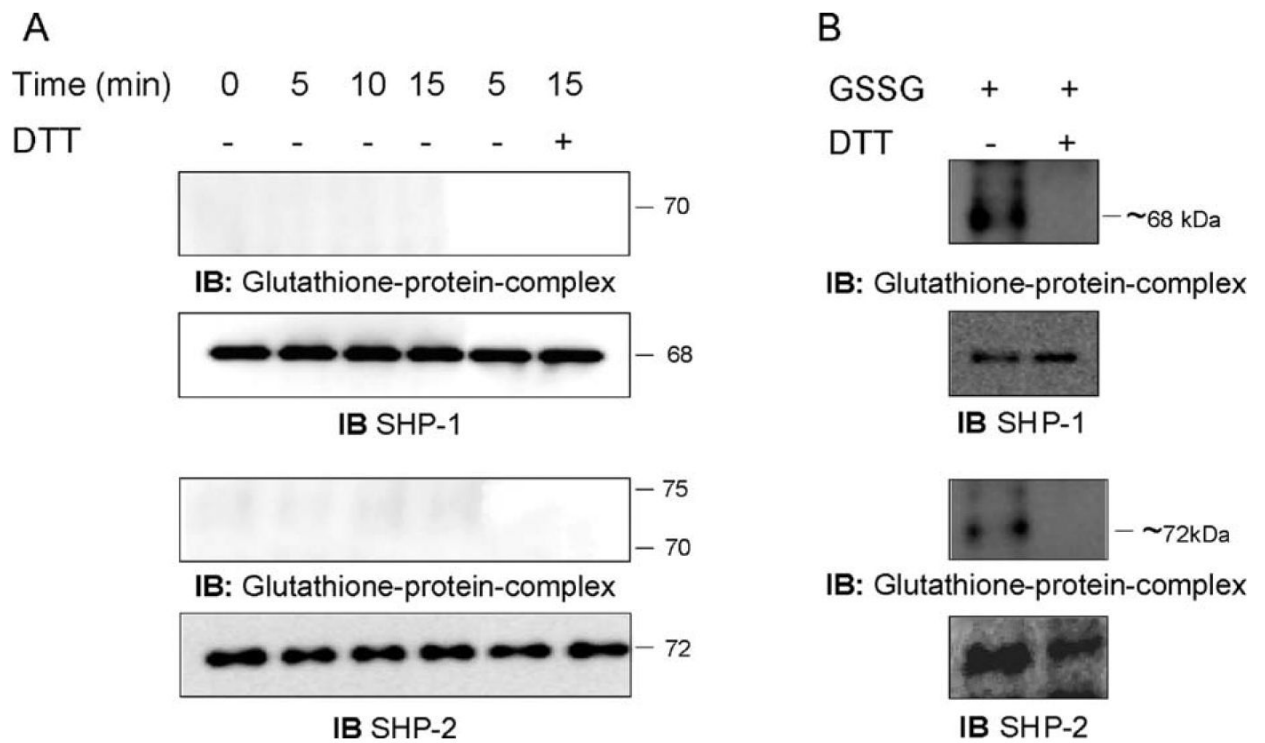 A
Time (min) 0 5 10 15 5 15
DTT - - - - - +
— 70
IB: Glutathione-protein-complex
— 68
IB SHP-1
— 75
— 70
IB: Glutathione-protein-complex
— 72
IB SHP-2
B
GSSG + +
DTT - +
— ~68 kDa
IB: Glutathione-protein-complex
IB SHP-1
— ~72kDa
IB: Glutathione-protein-complex
IB SHP-2